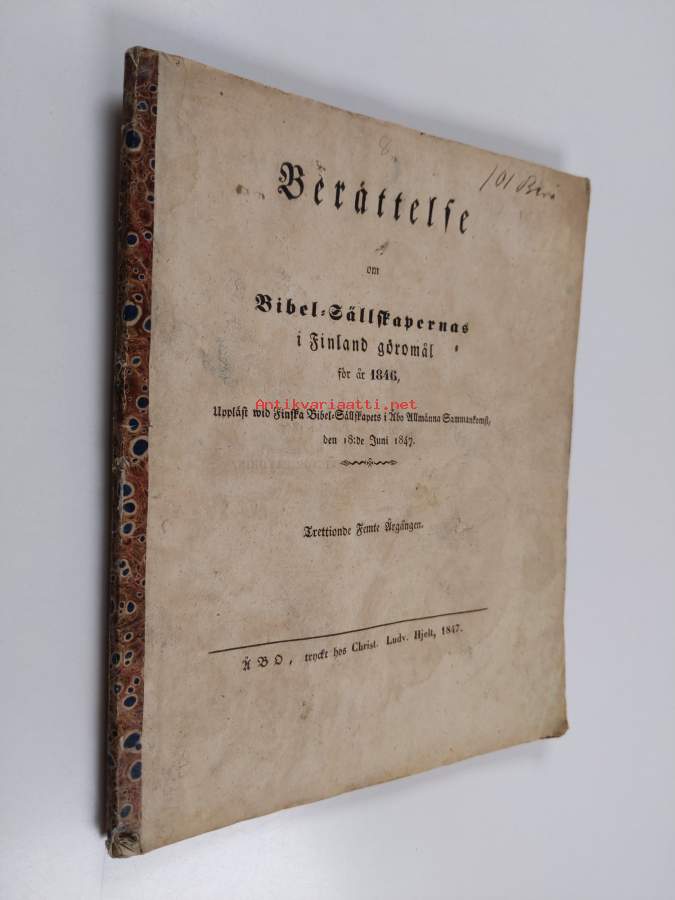 8
101
Berättelse
om
Bibel-Sällskapernas
i Finland göromål
för år 1846,
Antikvariaatti.net
Uppläst wid Finska Bibel-Sällskapets i Åbo Allmänna Sammankomst,
den 18:de Juni 1847.
Trettionde Femte Årgången.
ÅBO, tryckt hos Christ. Ludv. Hjelt, 1847.